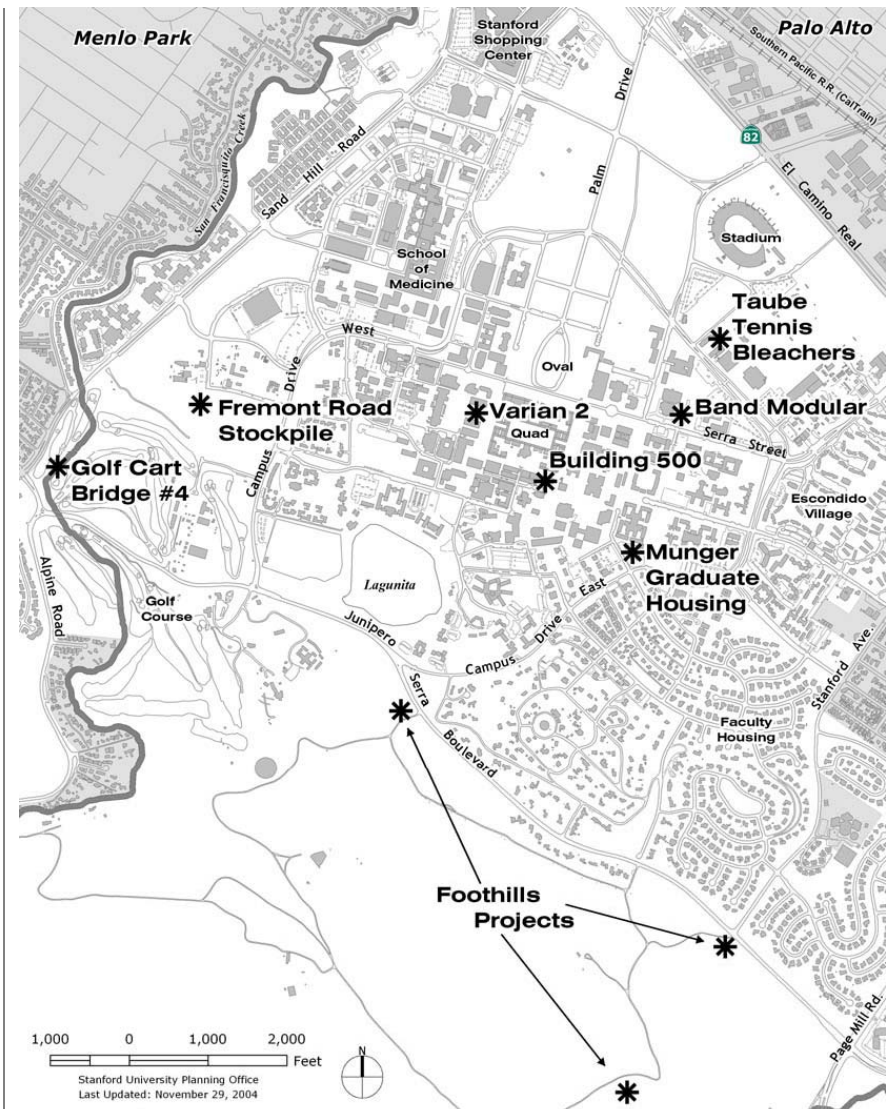 Menlo Park
Stanford
Shopping
Center
Palo Alto
Southern Pacific R.R. (CalTrain)
82
El Camino Real
Palm Drive
San Francisquito Creek
Sand Hill Road
Stadium
School
of
Medicine
Taube
Tennis
Bleachers
Campus Drive West
Oval
Fremont Road
Stockpile
Varian 2
Quad
Band Modular
Serra Street
Golf Cart
Bridge #4
Building 500
Escondido
Village
Munger
Graduate
Housing
Alpine Road
Golf
Course
Lagunita
Campus Drive East
Junipero Serra Boulevard
Stanford Ave.
Faculty
Housing
Foothills
Projects
Page Mill Rd.
1,000 0 1,000 2,000
Feet
N
Stanford University Planning Office
Last Updated: November 29, 2004